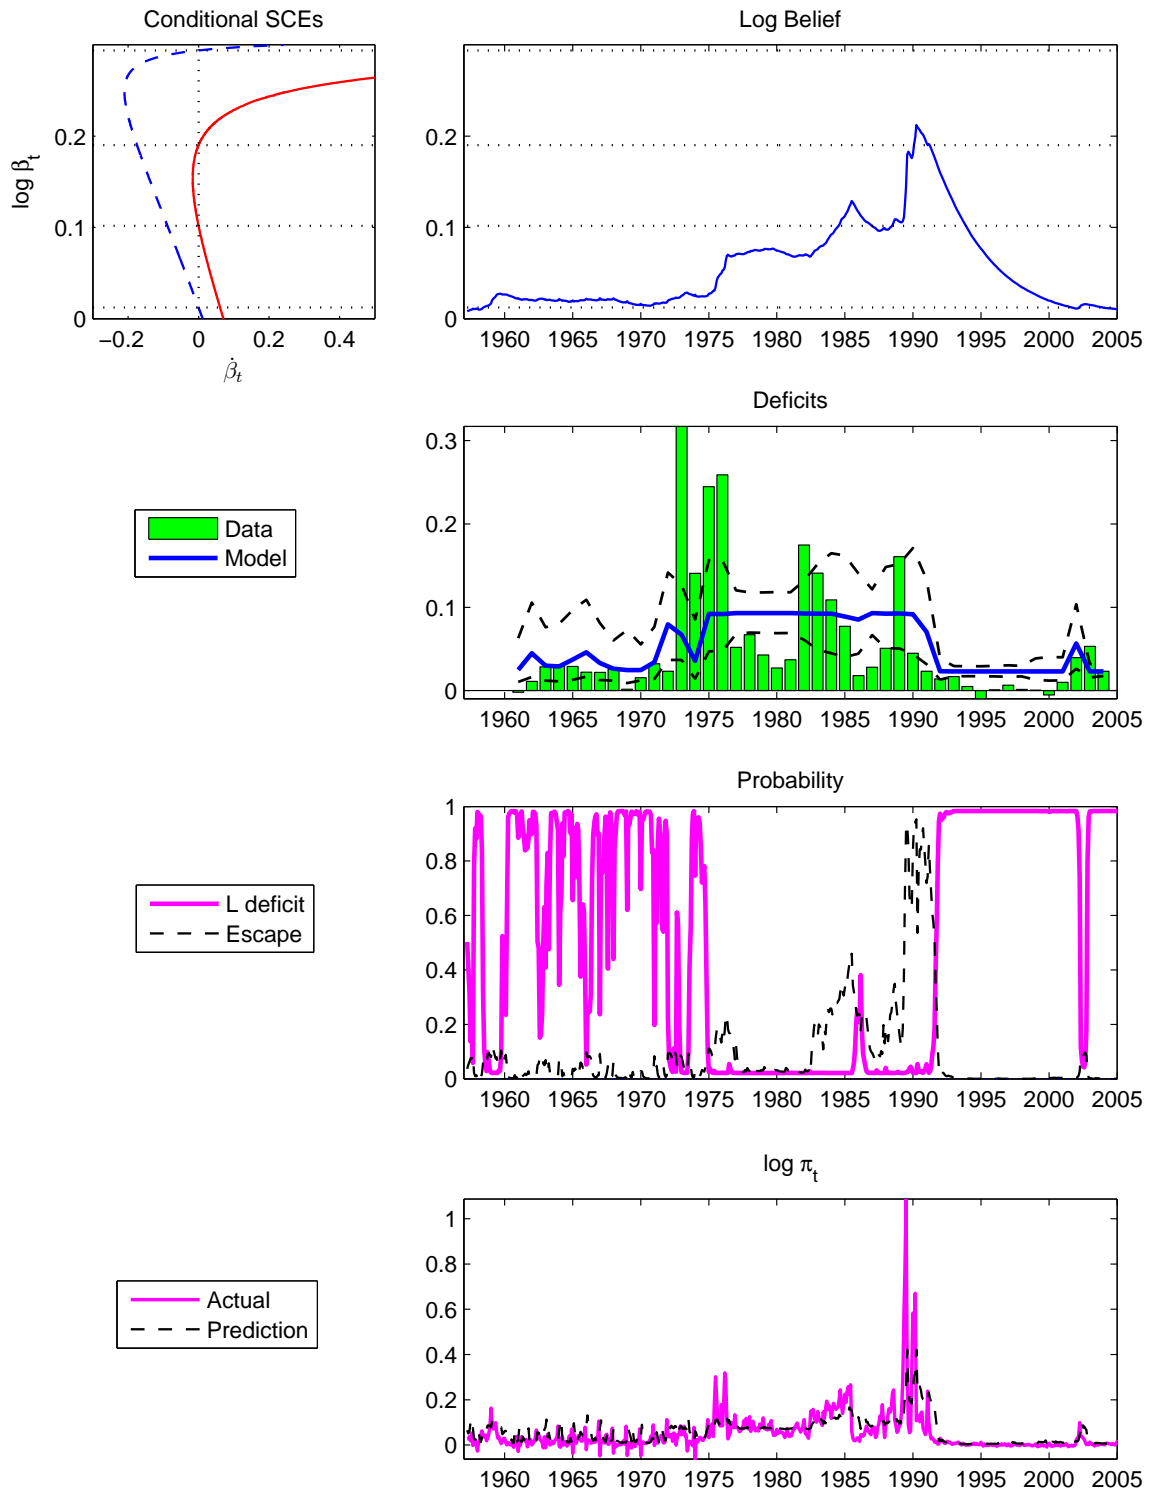 Conditional SCEs
Log Belief
log β_t
0.2
0.1
0
−0.2 0 0.2 0.4
β̇_t
0.2
0.1
0
1960 1965 1970 1975 1980 1985 1990 1995 2000 2005
Deficits
Data
Model
0.3
0.2
0.1
0
1960 1965 1970 1975 1980 1985 1990 1995 2000 2005
Probability
L deficit
Escape
1
0.8
0.6
0.4
0.2
0
1960 1965 1970 1975 1980 1985 1990 1995 2000 2005
log π_t
Actual
Prediction
1
0.8
0.6
0.4
0.2
0
1960 1965 1970 1975 1980 1985 1990 1995 2000 2005